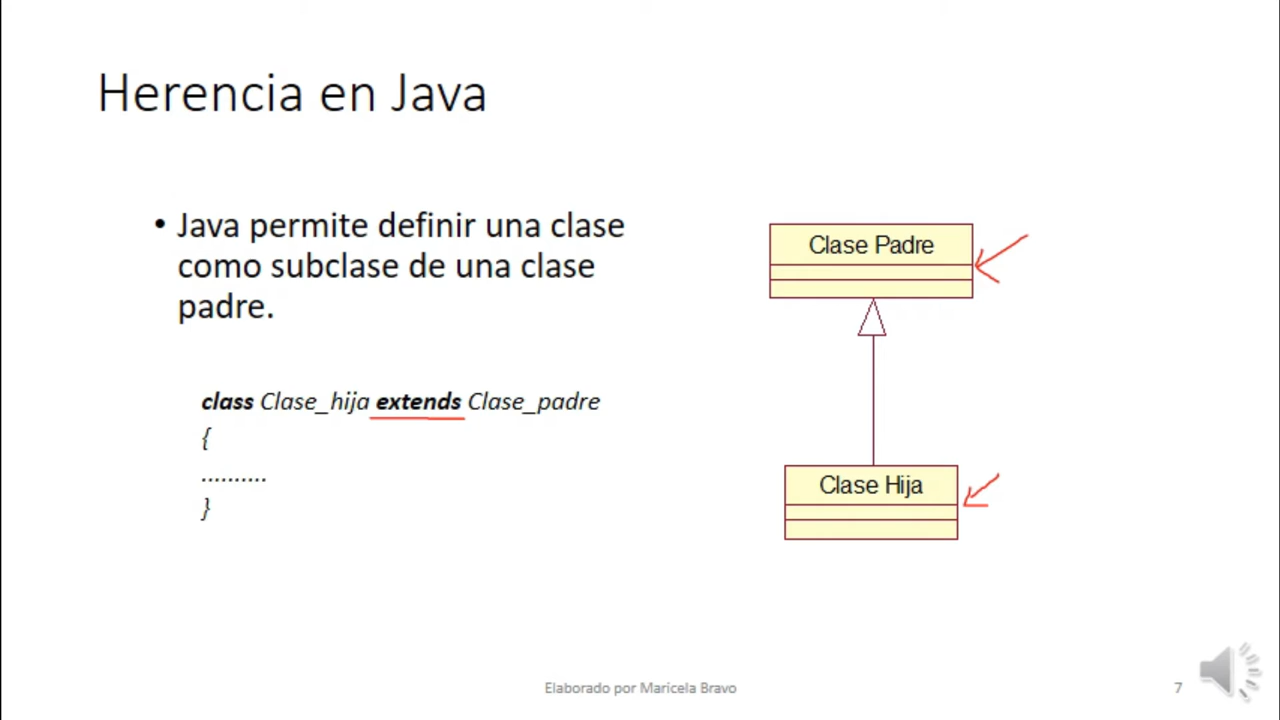 Herencia en Java
• Java permite definir una clase
como subclase de una clase
padre.
class Clase_hija extends Clase_padre
{
..........
}
Clase Padre
Clase Hija
Elaborado por Maricela Bravo
7